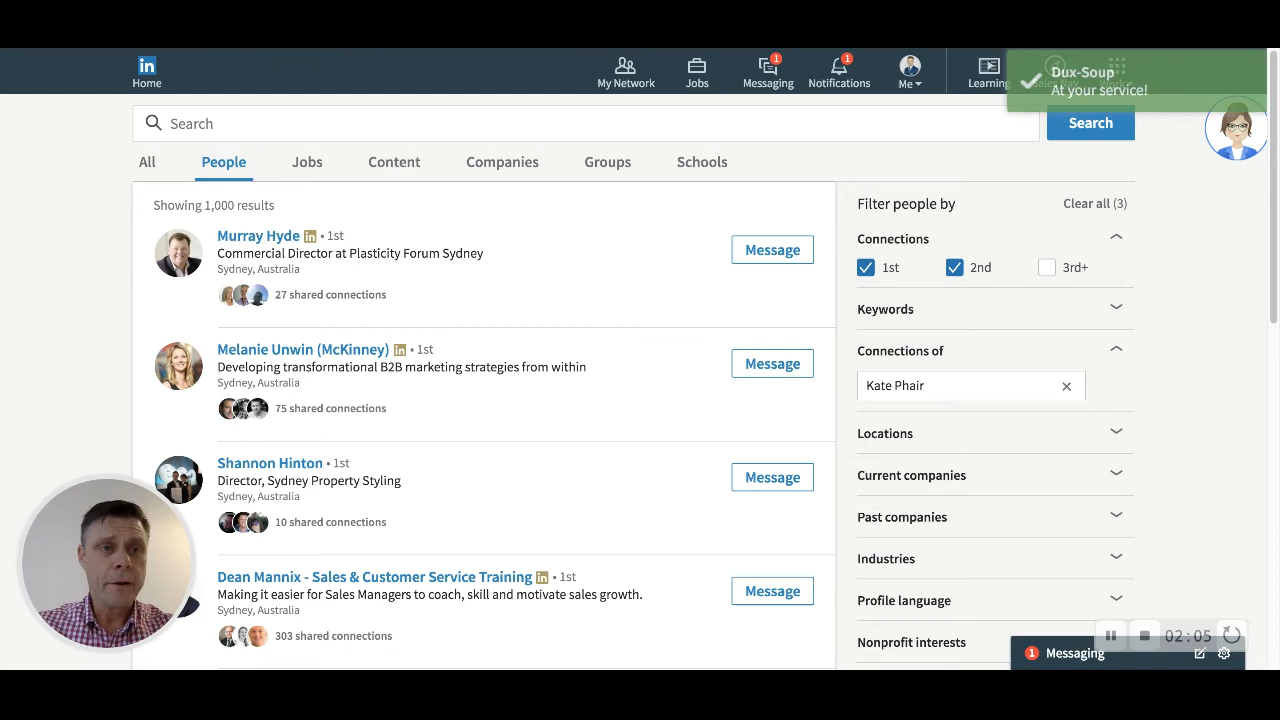 in
Home
My Network
Jobs
1
Messaging
1
Notifications
Me
Learning
Dux-Soup
At your service!
Search
Search
All
People
Jobs
Content
Companies
Groups
Schools
Showing 1,000 results
Murray Hyde in • 1st
Commercial Director at Plasticity Forum Sydney
Sydney, Australia
27 shared connections
Message
Melanie Unwin (McKinney) in • 1st
Developing transformational B2B marketing strategies from within
Sydney, Australia
75 shared connections
Message
Shannon Hinton • 1st
Director, Sydney Property Styling
Sydney, Australia
10 shared connections
Message
Dean Mannix - Sales & Customer Service Training in • 1st
Making it easier for Sales Managers to coach, skill and motivate sales growth.
Sydney, Australia
303 shared connections
Message
Filter people by
Clear all (3)
Connections
1st
2nd
3rd+
Keywords
Connections of
Kate Phair
Locations
Current companies
Past companies
Industries
Profile language
Nonprofit interests
02:05
1 Messaging